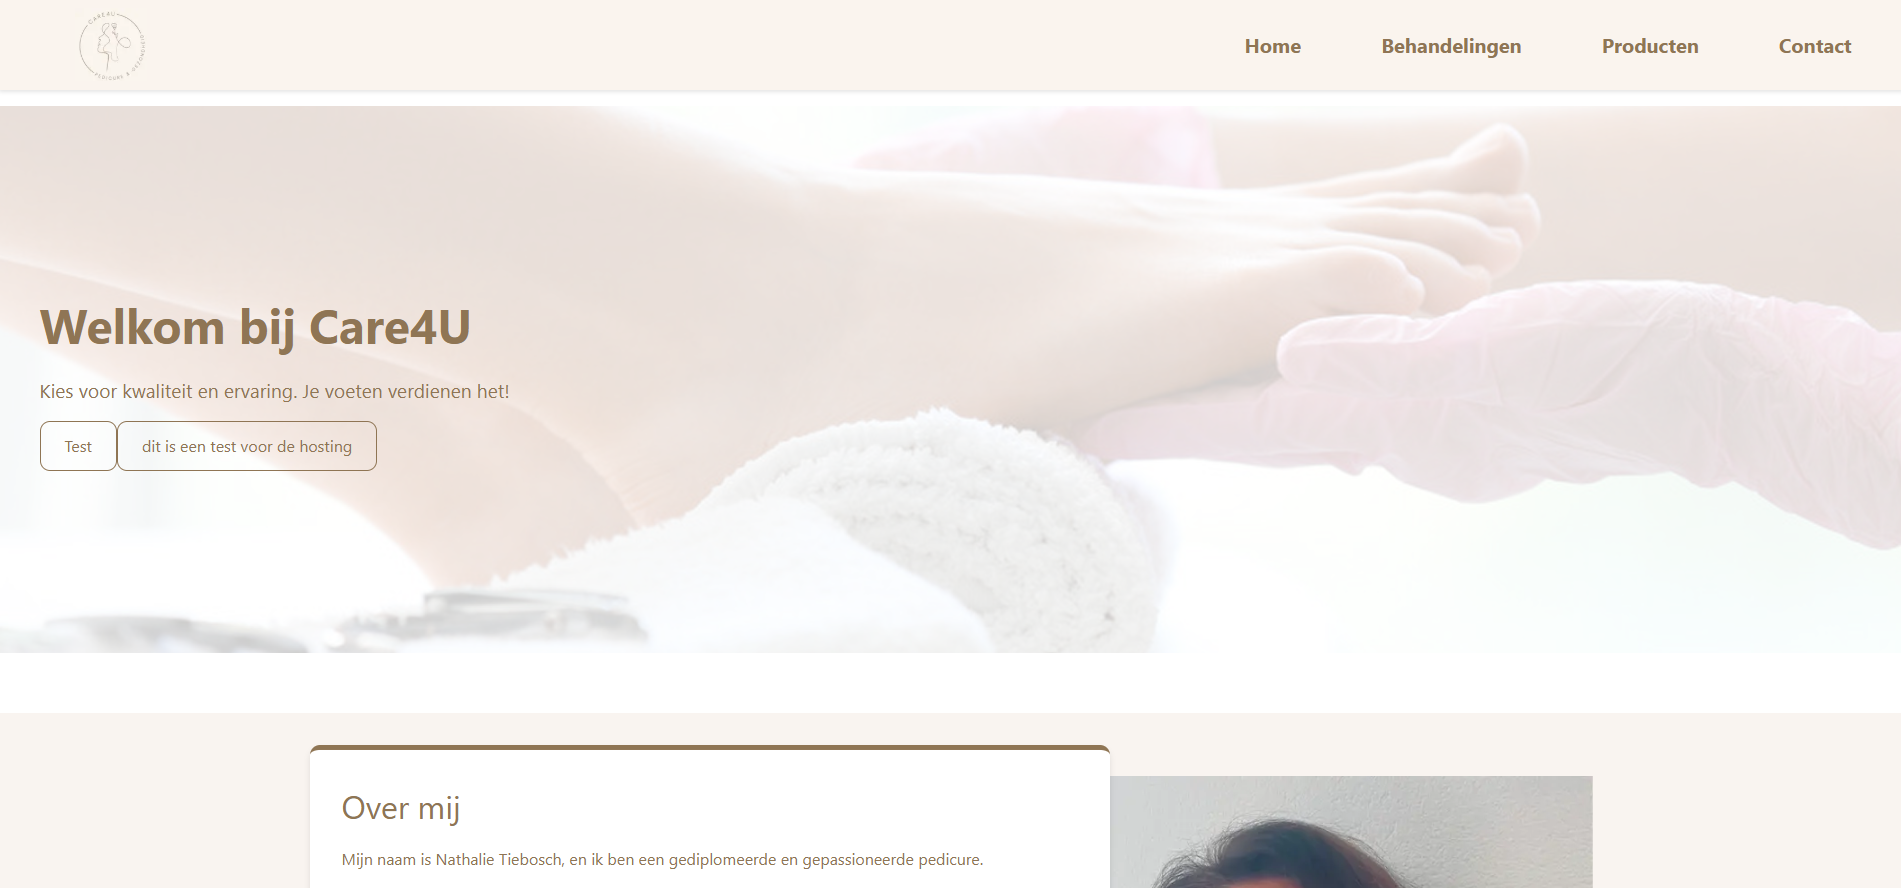 CARE4U
PEDICURE & GEZONDHEID
Home
Behandelingen
Producten
Contact
Welkom bij Care4U
Kies voor kwaliteit en ervaring. Je voeten verdienen het!
Test
dit is een test voor de hosting
Over mij
Mijn naam is Nathalie Tiebosch, en ik ben een gediplomeerde en gepassioneerde pedicure.